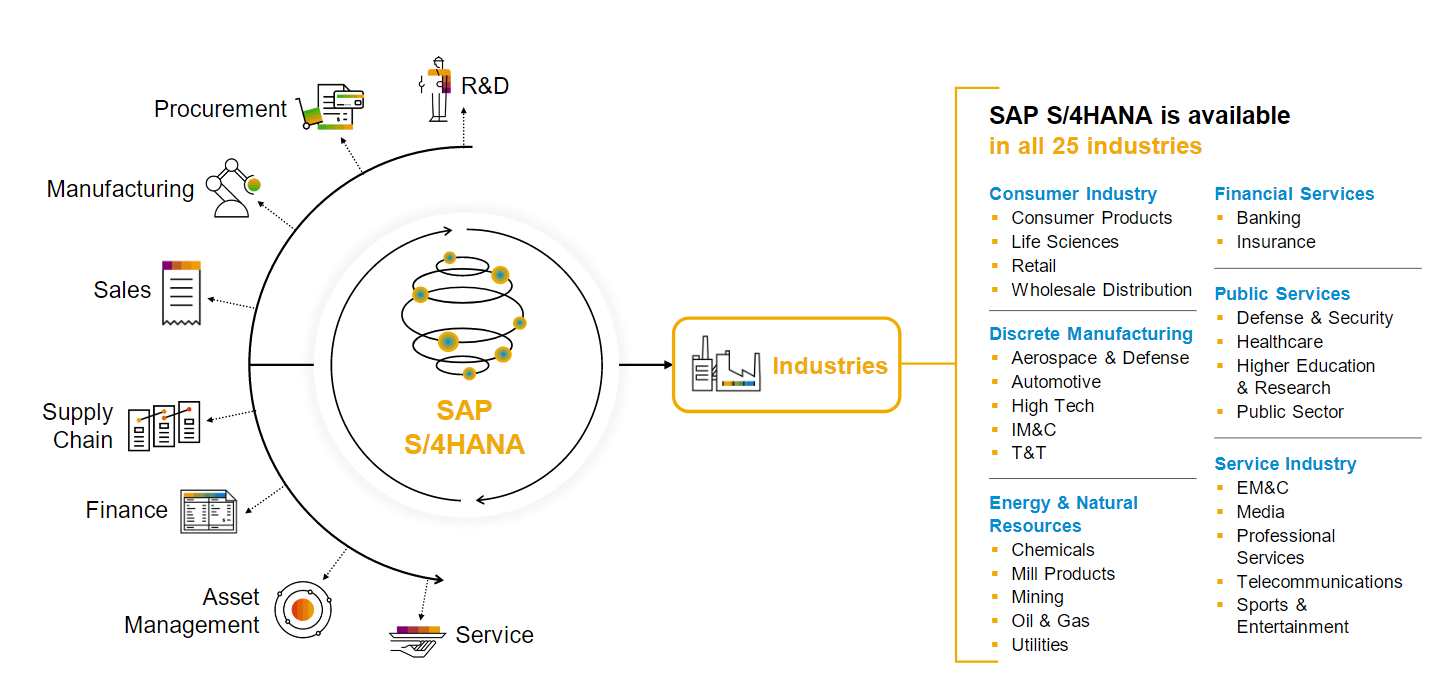 R&D
Procurement
Manufacturing
Sales
Supply
Chain
Finance
Asset
Management
Service
SAP
S/4HANA
Industries
SAP S/4HANA is available
in all 25 industries
Consumer Industry
Consumer Products
Life Sciences
Retail
Wholesale Distribution
Discrete Manufacturing
Aerospace & Defense
Automotive
High Tech
IM&C
T&T
Energy & Natural
Resources
Chemicals
Mill Products
Mining
Oil & Gas
Utilities
Financial Services
Banking
Insurance
Public Services
Defense & Security
Healthcare
Higher Education
& Research
Public Sector
Service Industry
EM&C
Media
Professional
Services
Telecommunications
Sports &
Entertainment